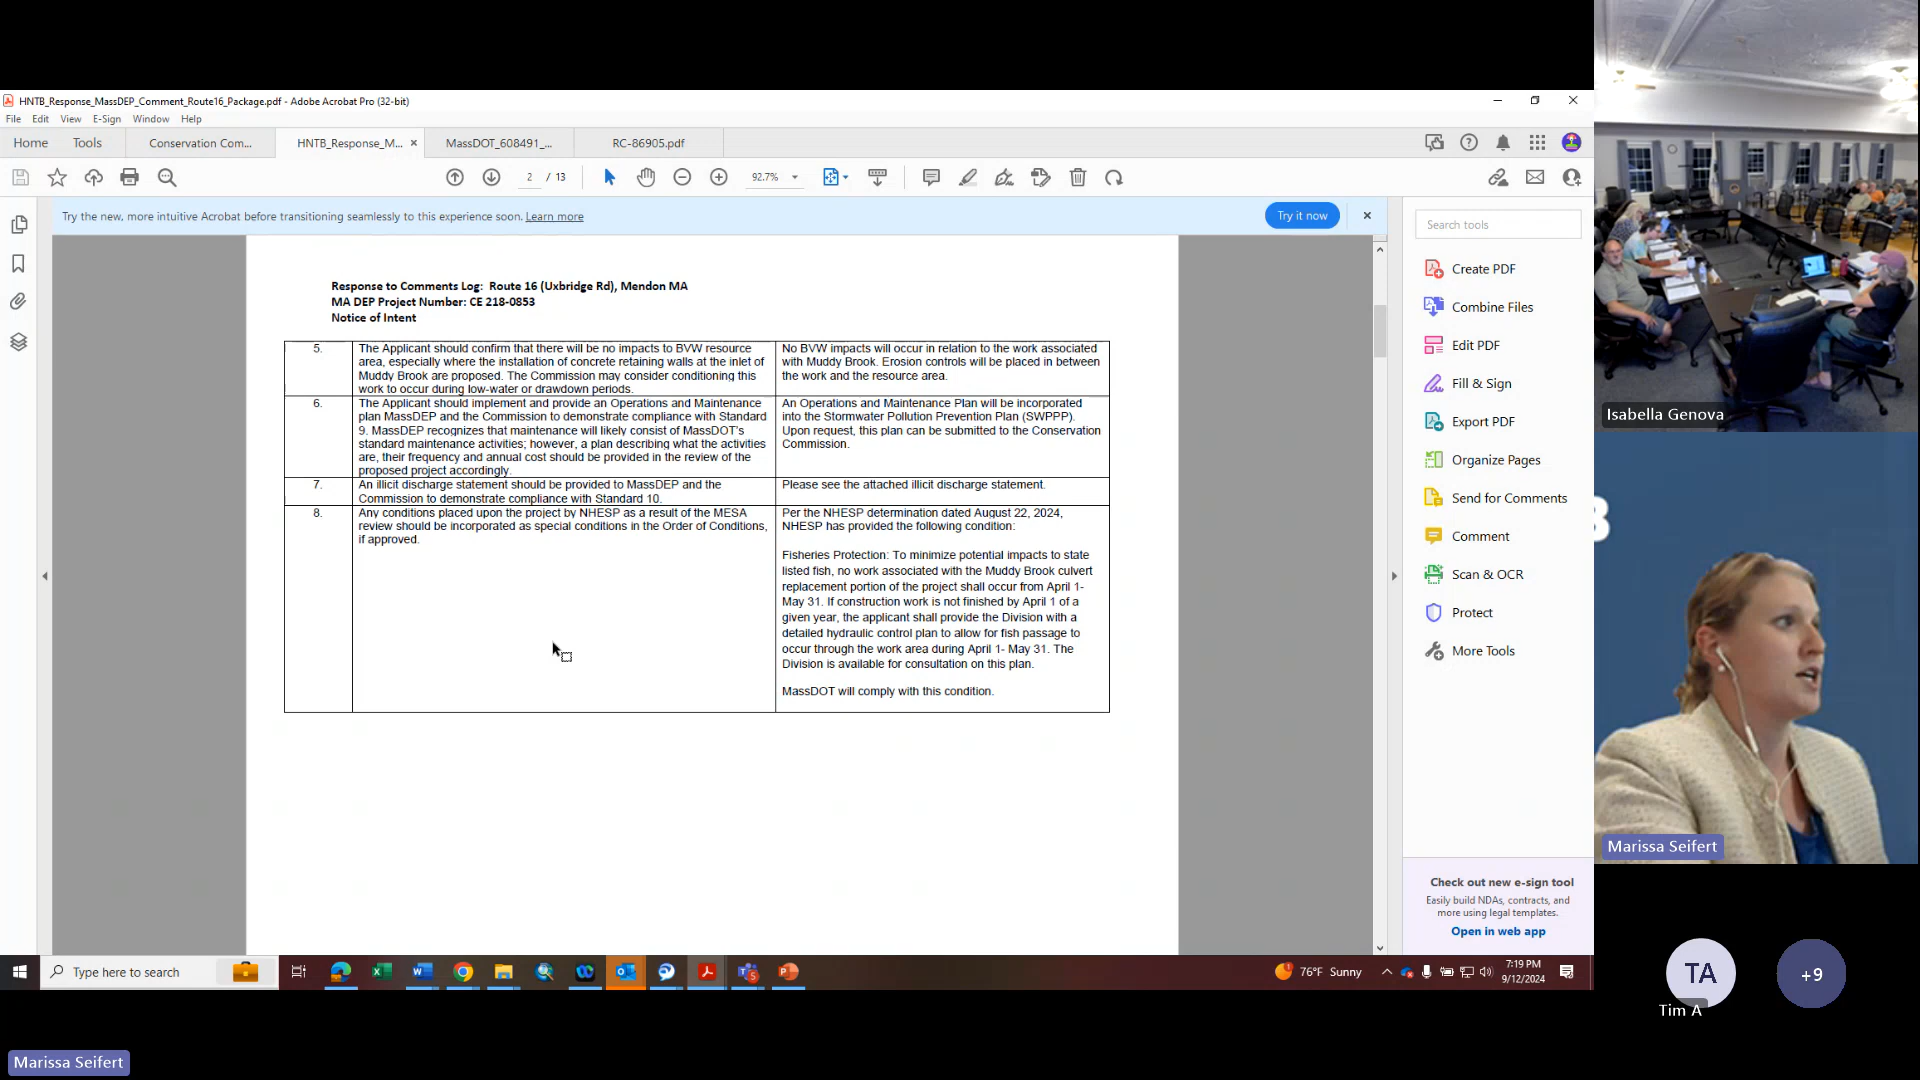 HNTB_Response_MassDEP_Comment_Route16_Package.pdf - Adobe Acrobat Pro (32-bit)
File Edit View E-Sign Window Help
Home Tools Conservation Com... HNTB_Response_M... × MassDOT_608491_... RC-86905.pdf
2 / 13 92.7%
Try the new, more intuitive Acrobat before transitioning seamlessly to this experience soon. Learn more Try it now
Response to Comments Log: Route 16 (Uxbridge Rd), Mendon MA
MA DEP Project Number: CE 218-0853
Notice of Intent
5.
The Applicant should confirm that there will be no impacts to BVW resource
area, especially where the installation of concrete retaining walls at the inlet of
Muddy Brook are proposed. The Commission may consider conditioning this
work to occur during low-water or drawdown periods.
No BVW impacts will occur in relation to the work associated
with Muddy Brook. Erosion controls will be placed in between
the work and the resource area.
6.
The Applicant should implement and provide an Operations and Maintenance
plan MassDEP and the Commission to demonstrate compliance with Standard
9. MassDEP recognizes that maintenance will likely consist of MassDOT's
standard maintenance activities; however, a plan describing what the activities
are, their frequency and annual cost should be provided in the review of the
proposed project accordingly.
An Operations and Maintenance Plan will be incorporated
into the Stormwater Pollution Prevention Plan (SWPPP).
Upon request, this plan can be submitted to the Conservation
Commission.
7.
An illicit discharge statement should be provided to MassDEP and the
Commission to demonstrate compliance with Standard 10.
Please see the attached illicit discharge statement.
8.
Any conditions placed upon the project by NHESP as a result of the MESA
review should be incorporated as special conditions in the Order of Conditions,
if approved.
Per the NHESP determination dated August 22, 2024,
NHESP has provided the following condition:
Fisheries Protection: To minimize potential impacts to state
listed fish, no work associated with the Muddy Brook culvert
replacement portion of the project shall occur from April 1-
May 31. If construction work is not finished by April 1 of a
given year, the applicant shall provide the Division with a
detailed hydraulic control plan to allow for fish passage to
occur through the work area during April 1- May 31. The
Division is available for consultation on this plan.
MassDOT will comply with this condition.
Search tools
Create PDF
Combine Files
Edit PDF
Fill & Sign
Export PDF
Organize Pages
Send for Comments
Comment
Scan & OCR
Protect
More Tools
Check out new e-sign tool
Easily build NDAs, contracts, and
more using legal templates.
Open in web app
Type here to search
76°F Sunny
7:19 PM
9/12/2024
Isabella Genova
Marissa Seifert
TA
Tim A
+9
Marissa Seifert